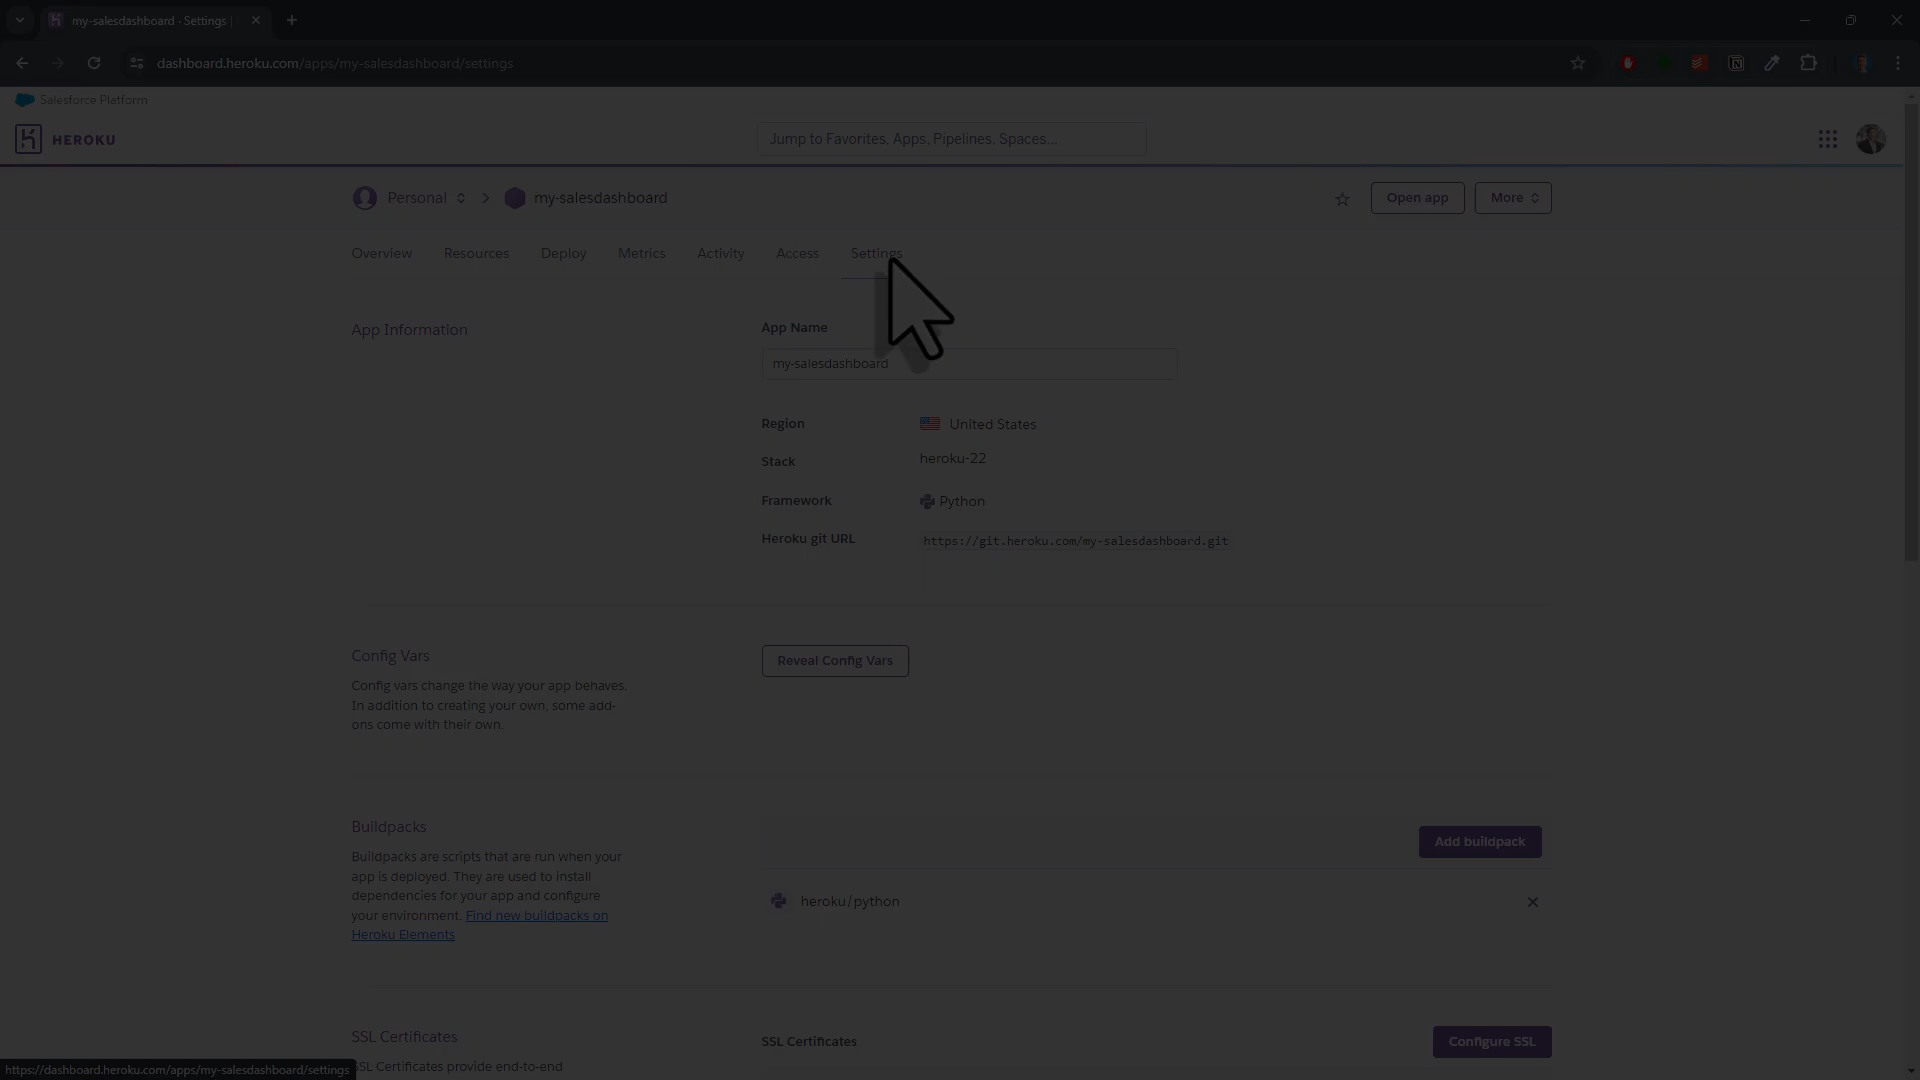 my-salesdashboard · Settings |
dashboard.heroku.com/apps/my-salesdashboard/settings
Salesforce Platform
HEROKU
Jump to Favorites, Apps, Pipelines, Spaces...
Personal
my-salesdashboard
Open app
More
Overview
Resources
Deploy
Metrics
Activity
Access
Settings
App Information
App Name
my-salesdashboard
Region
United States
Stack
heroku-22
Framework
Python
Heroku git URL
https://git.heroku.com/my-salesdashboard.git
Config Vars
Config vars change the way your app behaves.
In addition to creating your own, some add-
ons come with their own.
Reveal Config Vars
Buildpacks
Buildpacks are scripts that are run when your
app is deployed. They are used to install
dependencies for your app and configure
your environment. Find new buildpacks on
Heroku Elements
Add buildpack
heroku/python
SSL Certificates
SSL Certificates provide end-to-end
SSL Certificates
Configure SSL
https://dashboard.heroku.com/apps/my-salesdashboard/settings